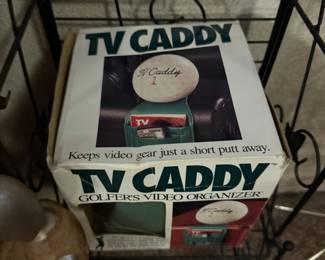 TV CADDY
TV Caddy
1
TV
Keeps video gear just a short putt away.
TV CADDY
GOLFER'S VIDEO ORGANIZER
Caddy